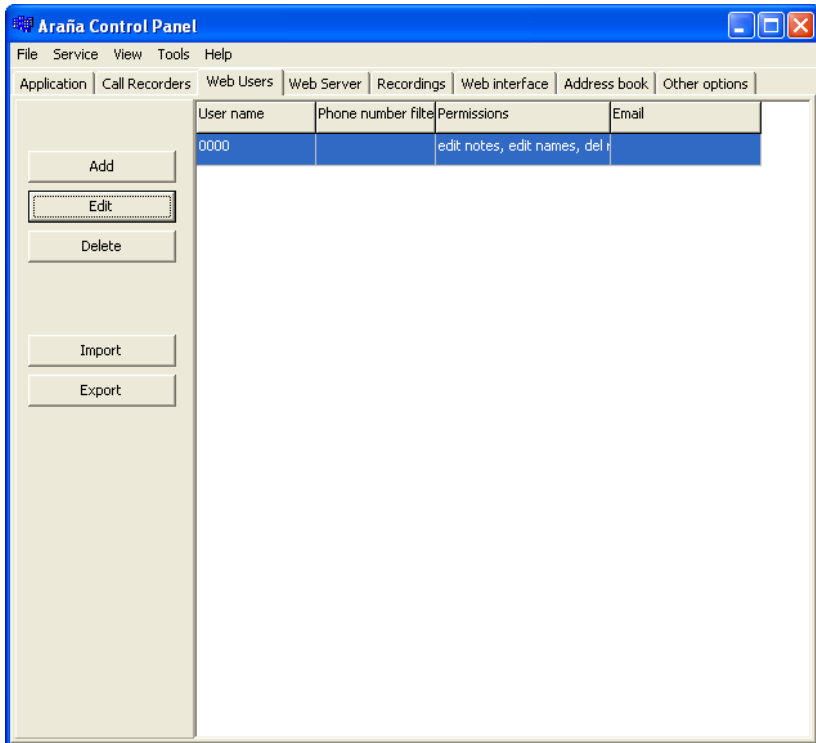 Araña Control Panel
File Service View Tools Help
Application Call Recorders Web Users Web Server Recordings Web interface Address book Other options
User name Phone number filte Permissions Email
0000 edit notes, edit names, del
Add
Edit
Delete
Import
Export